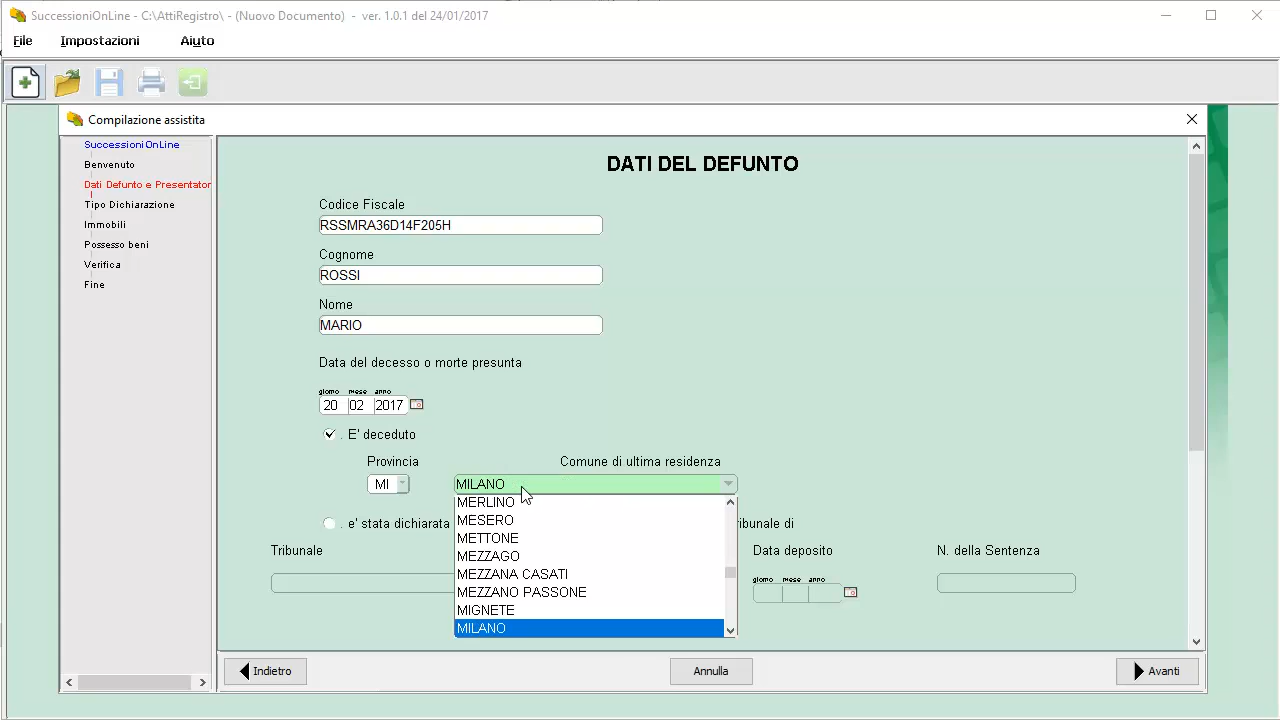 SuccessioniOnLine - C:\AttiRegistro\ - (Nuovo Documento) - ver. 1.0.1 del 24/01/2017
File Impostazioni Aiuto
Compilazione assistita
SuccessioniOnLine
Benvenuto
Dati Defunto e Presentator
Tipo Dichiarazione
Immobili
Possesso beni
Verifica
Fine
DATI DEL DEFUNTO
Codice Fiscale
RSSMRA36D14F205H
Cognome
ROSSI
Nome
MARIO
Data del decesso o morte presunta
giorno mese anno
20 02 2017
. E' deceduto
Provincia Comune di ultima residenza
MI MILANO
MERLINO
MESERO
METTONE
MEZZAGO
MEZZANA CASATI
MEZZANO PASSONE
MIGNETE
MILANO
. e' stata dichiarata ribunale di
Tribunale Data deposito N. della Sentenza
giorno mese anno
Indietro Annulla Avanti